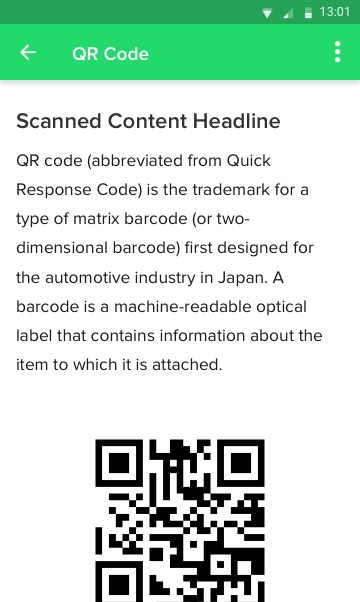 13:01
QR Code
Scanned Content Headline
QR code (abbreviated from Quick
Response Code) is the trademark for a
type of matrix barcode (or two-
dimensional barcode) first designed for
the automotive industry in Japan. A
barcode is a machine-readable optical
label that contains information about the
item to which it is attached.